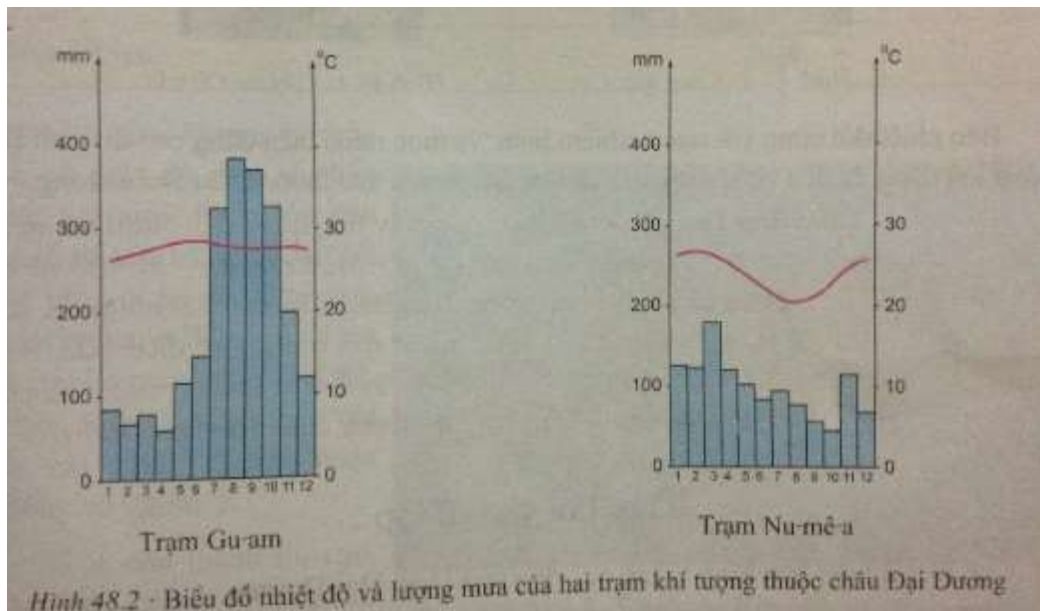 mm
°C
400
300
200
100
0
30
20
10
0
1 2 3 4 5 6 7 8 9 10 11 12
Trạm Gu-am
mm
°C
400
300
200
100
0
30
20
10
0
1 2 3 4 5 6 7 8 9 10 11 12
Trạm Nu-mê-a
Hình 48.2 - Biểu đồ nhiệt độ và lượng mưa của hai trạm khí tượng thuộc châu Đại Dương